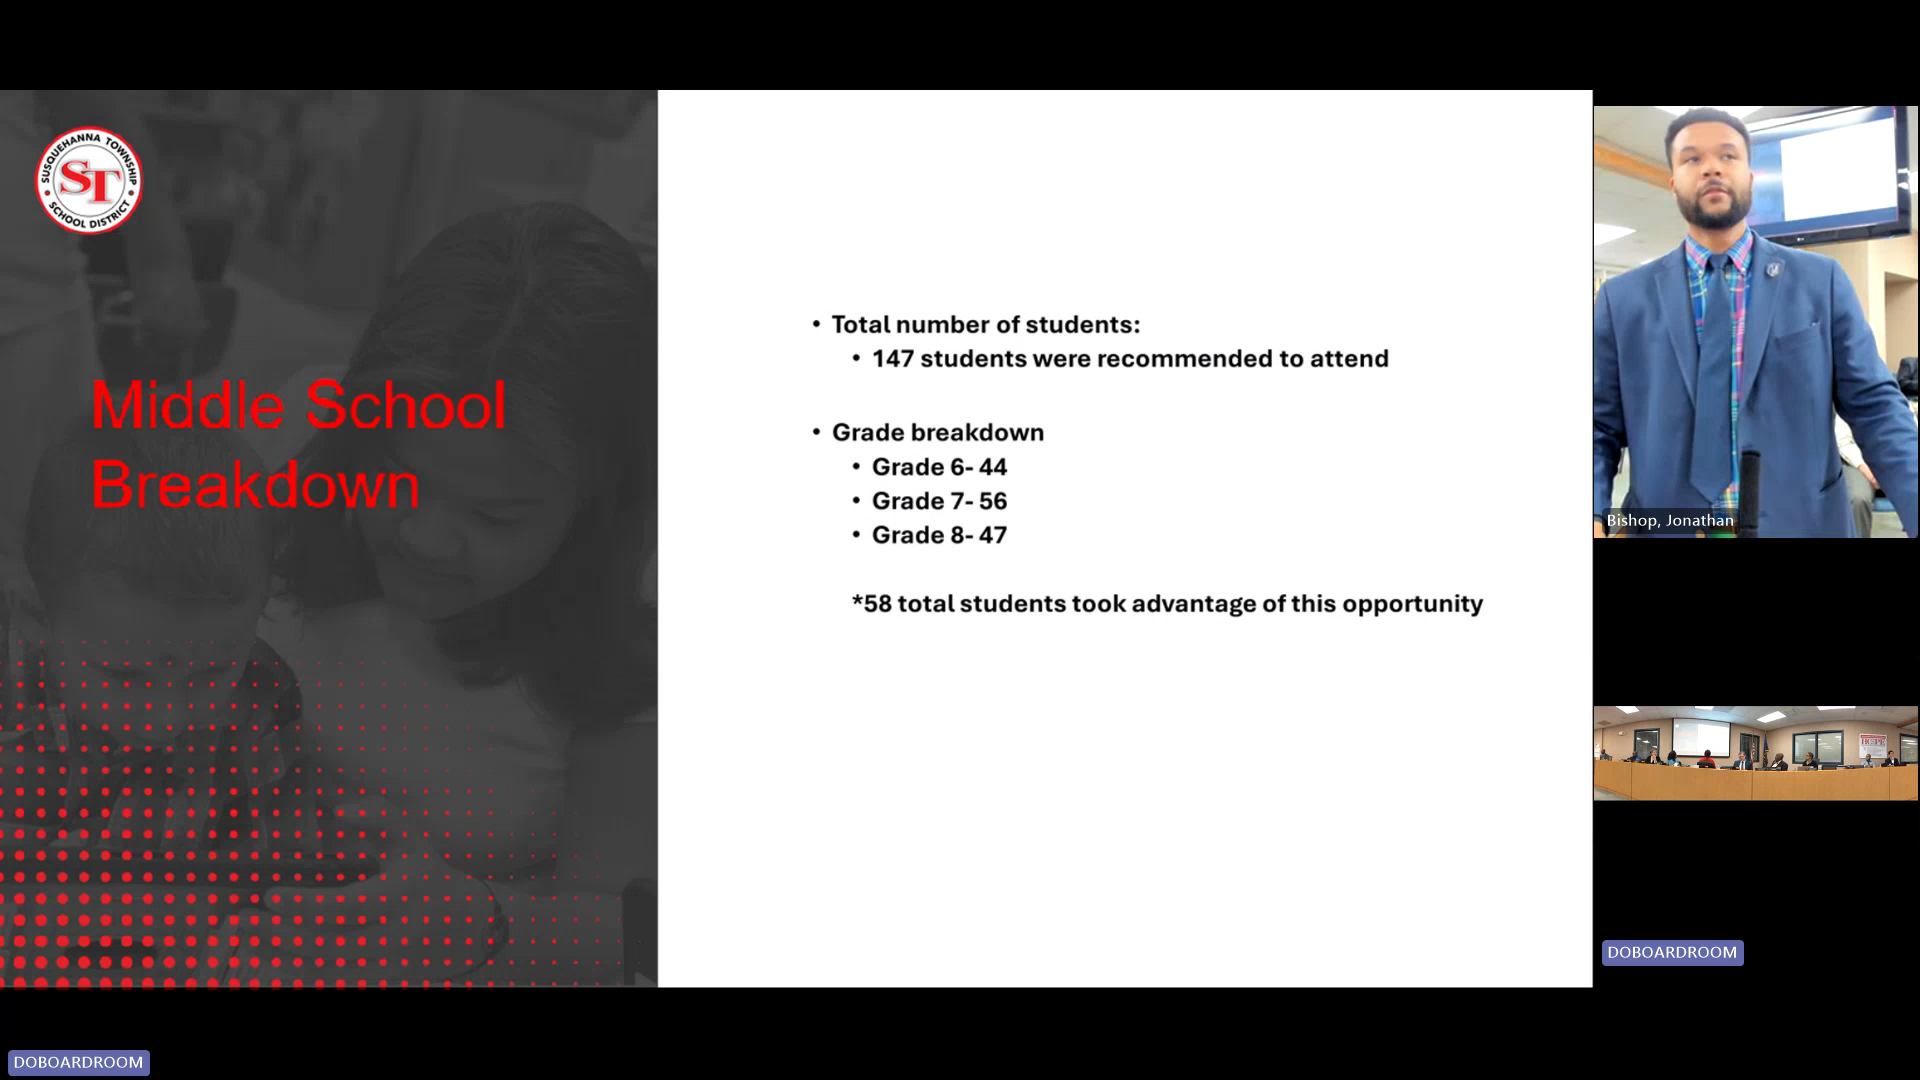 SUSQUEHANNA TOWNSHIP
ST
SCHOOL DISTRICT
Middle School
Breakdown
• Total number of students:
• 147 students were recommended to attend
• Grade breakdown
• Grade 6- 44
• Grade 7- 56
• Grade 8- 47
*58 total students took advantage of this opportunity
Bishop, Jonathan
DOBOARDROOM
DOBOARDROOM